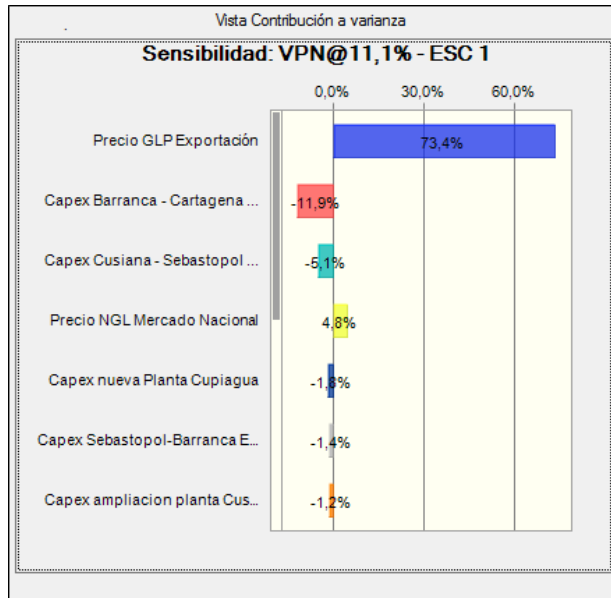 Vista Contribución a varianza
Sensibilidad: VPN@11,1% - ESC 1
0,0% 30,0% 60,0%
Precio GLP Exportación 73,4%
Capex Barranca - Cartagena ... -11,9%
Capex Cusiana - Sebastopol ... -5,1%
Precio NGL Mercado Nacional 4,8%
Capex nueva Planta Cupiagua -1,8%
Capex Sebastopol-Barranca E... -1,4%
Capex ampliacion planta Cus... -1,2%